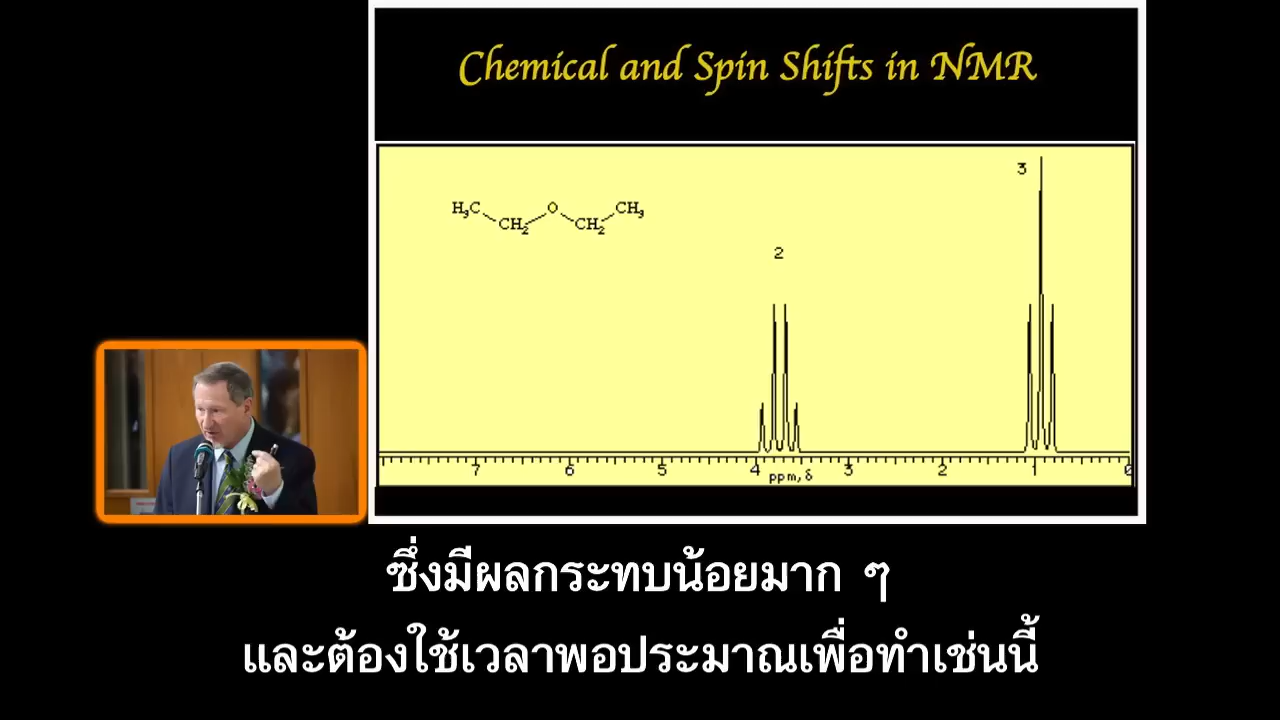 Chemical and Spin Shifts in NMR
3
H3C
O
CH3
CH2
CH2
2
7 6 5 4 3 2 1 0
ppm, δ
ซึ่งมีผลกระทบน้อยมาก ๆ
และต้องใช้เวลาพอประมาณเพื่อทำเช่นนี้